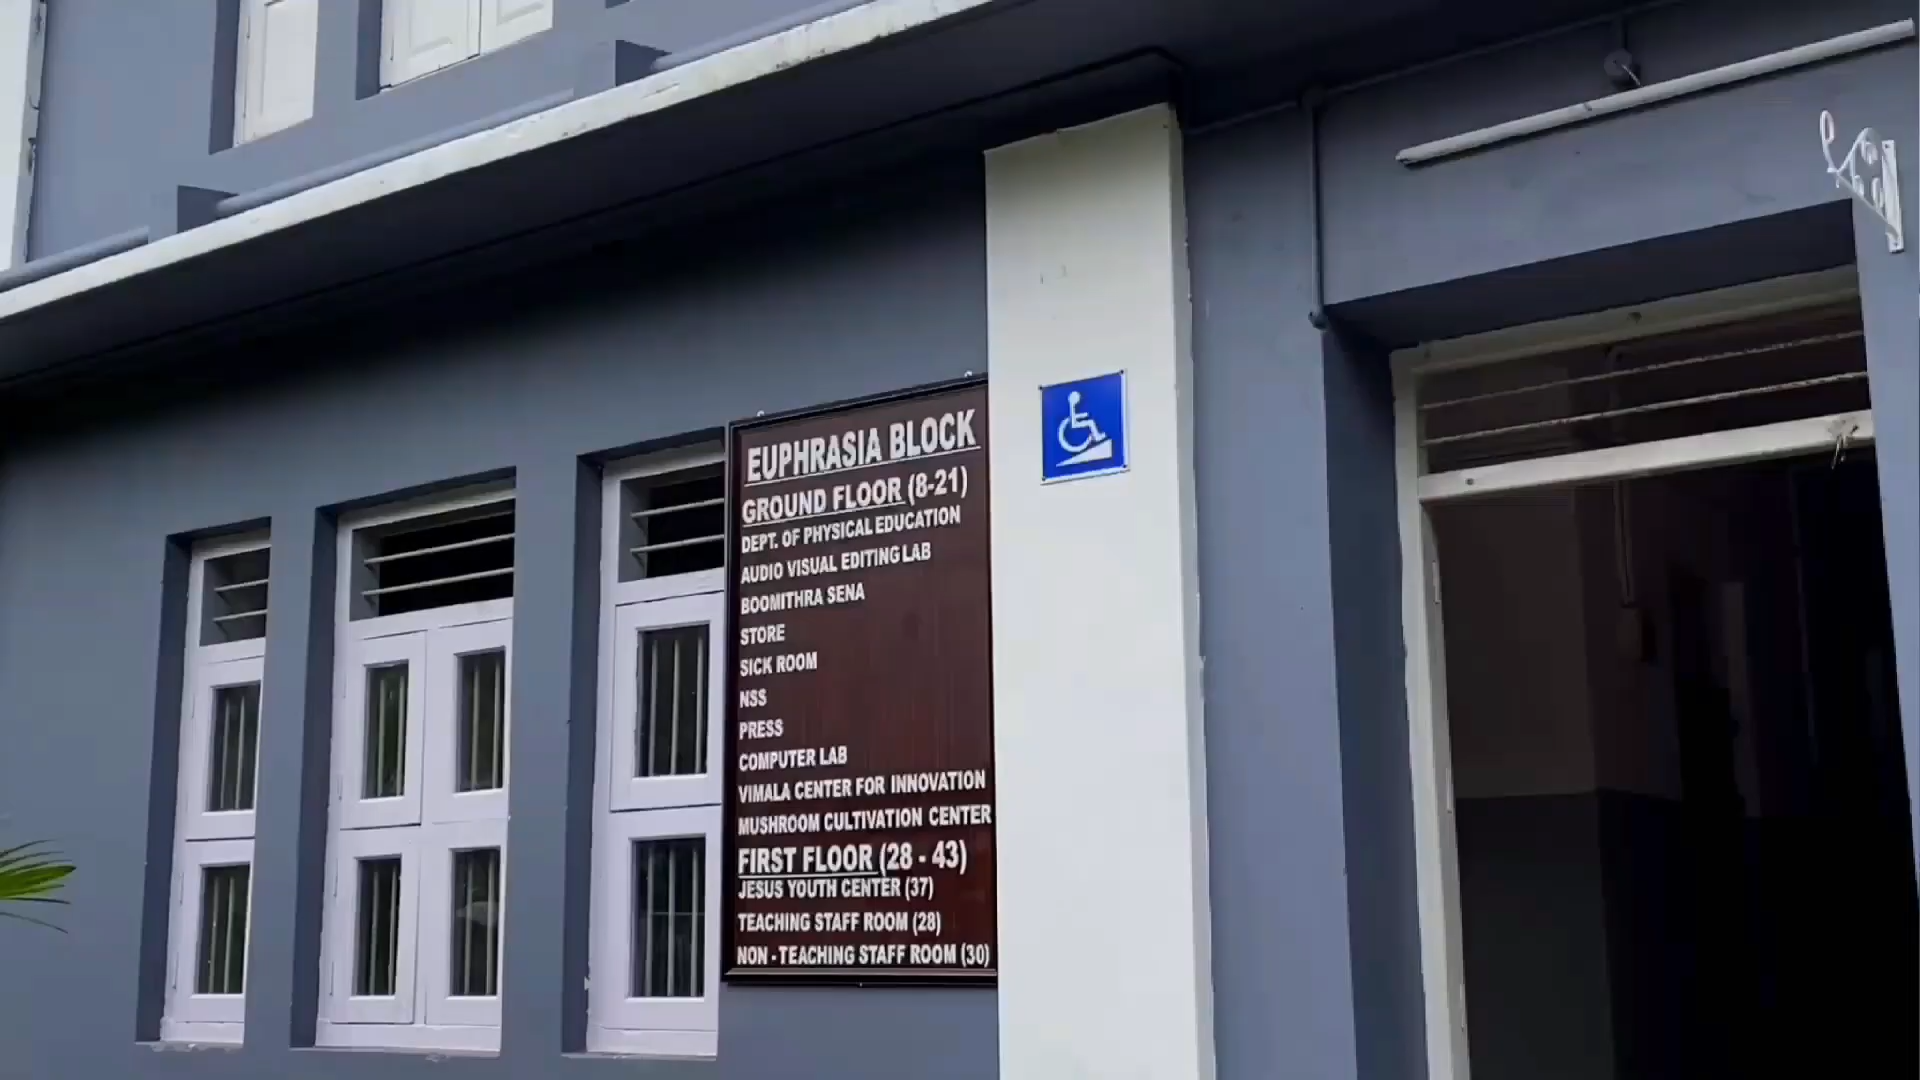 EUPHRASIA BLOCK
GROUND FLOOR (8-21)
DEPT. OF PHYSICAL EDUCATION
AUDIO VISUAL EDITING LAB
BOOMITHRA SENA
STORE
SICK ROOM
NSS
PRESS
COMPUTER LAB
VIMALA CENTER FOR INNOVATION
MUSHROOM CULTIVATION CENTER
FIRST FLOOR (28 - 43)
JESUS YOUTH CENTER (37)
TEACHING STAFF ROOM (28)
NON - TEACHING STAFF ROOM (30)